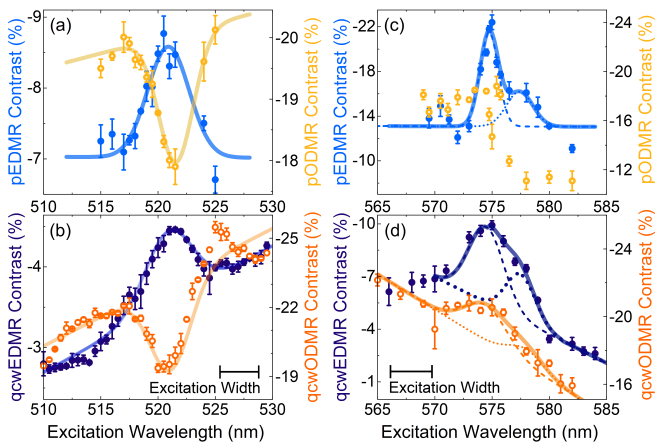 (a)
pEDMR Contrast (%)
-9
-8
-7
510 515 520 525 530
-20
-19
-18
pODMR Contrast (%)
(c)
pEDMR Contrast (%)
-22
-18
-14
-10
565 570 575 580 585
-24
-21
-18
-15
-12
pODMR Contrast (%)
(b)
qcwEDMR Contrast (%)
-4
-3
510 515 520 525 530
-25
-22
-19
qcwODMR Contrast (%)
Excitation Width
Excitation Wavelength (nm)
(d)
qcwEDMR Contrast (%)
-10
-7
-4
-1
565 570 575 580 585
-24
-20
-16
qcwODMR Contrast (%)
Excitation Width
Excitation Wavelength (nm)